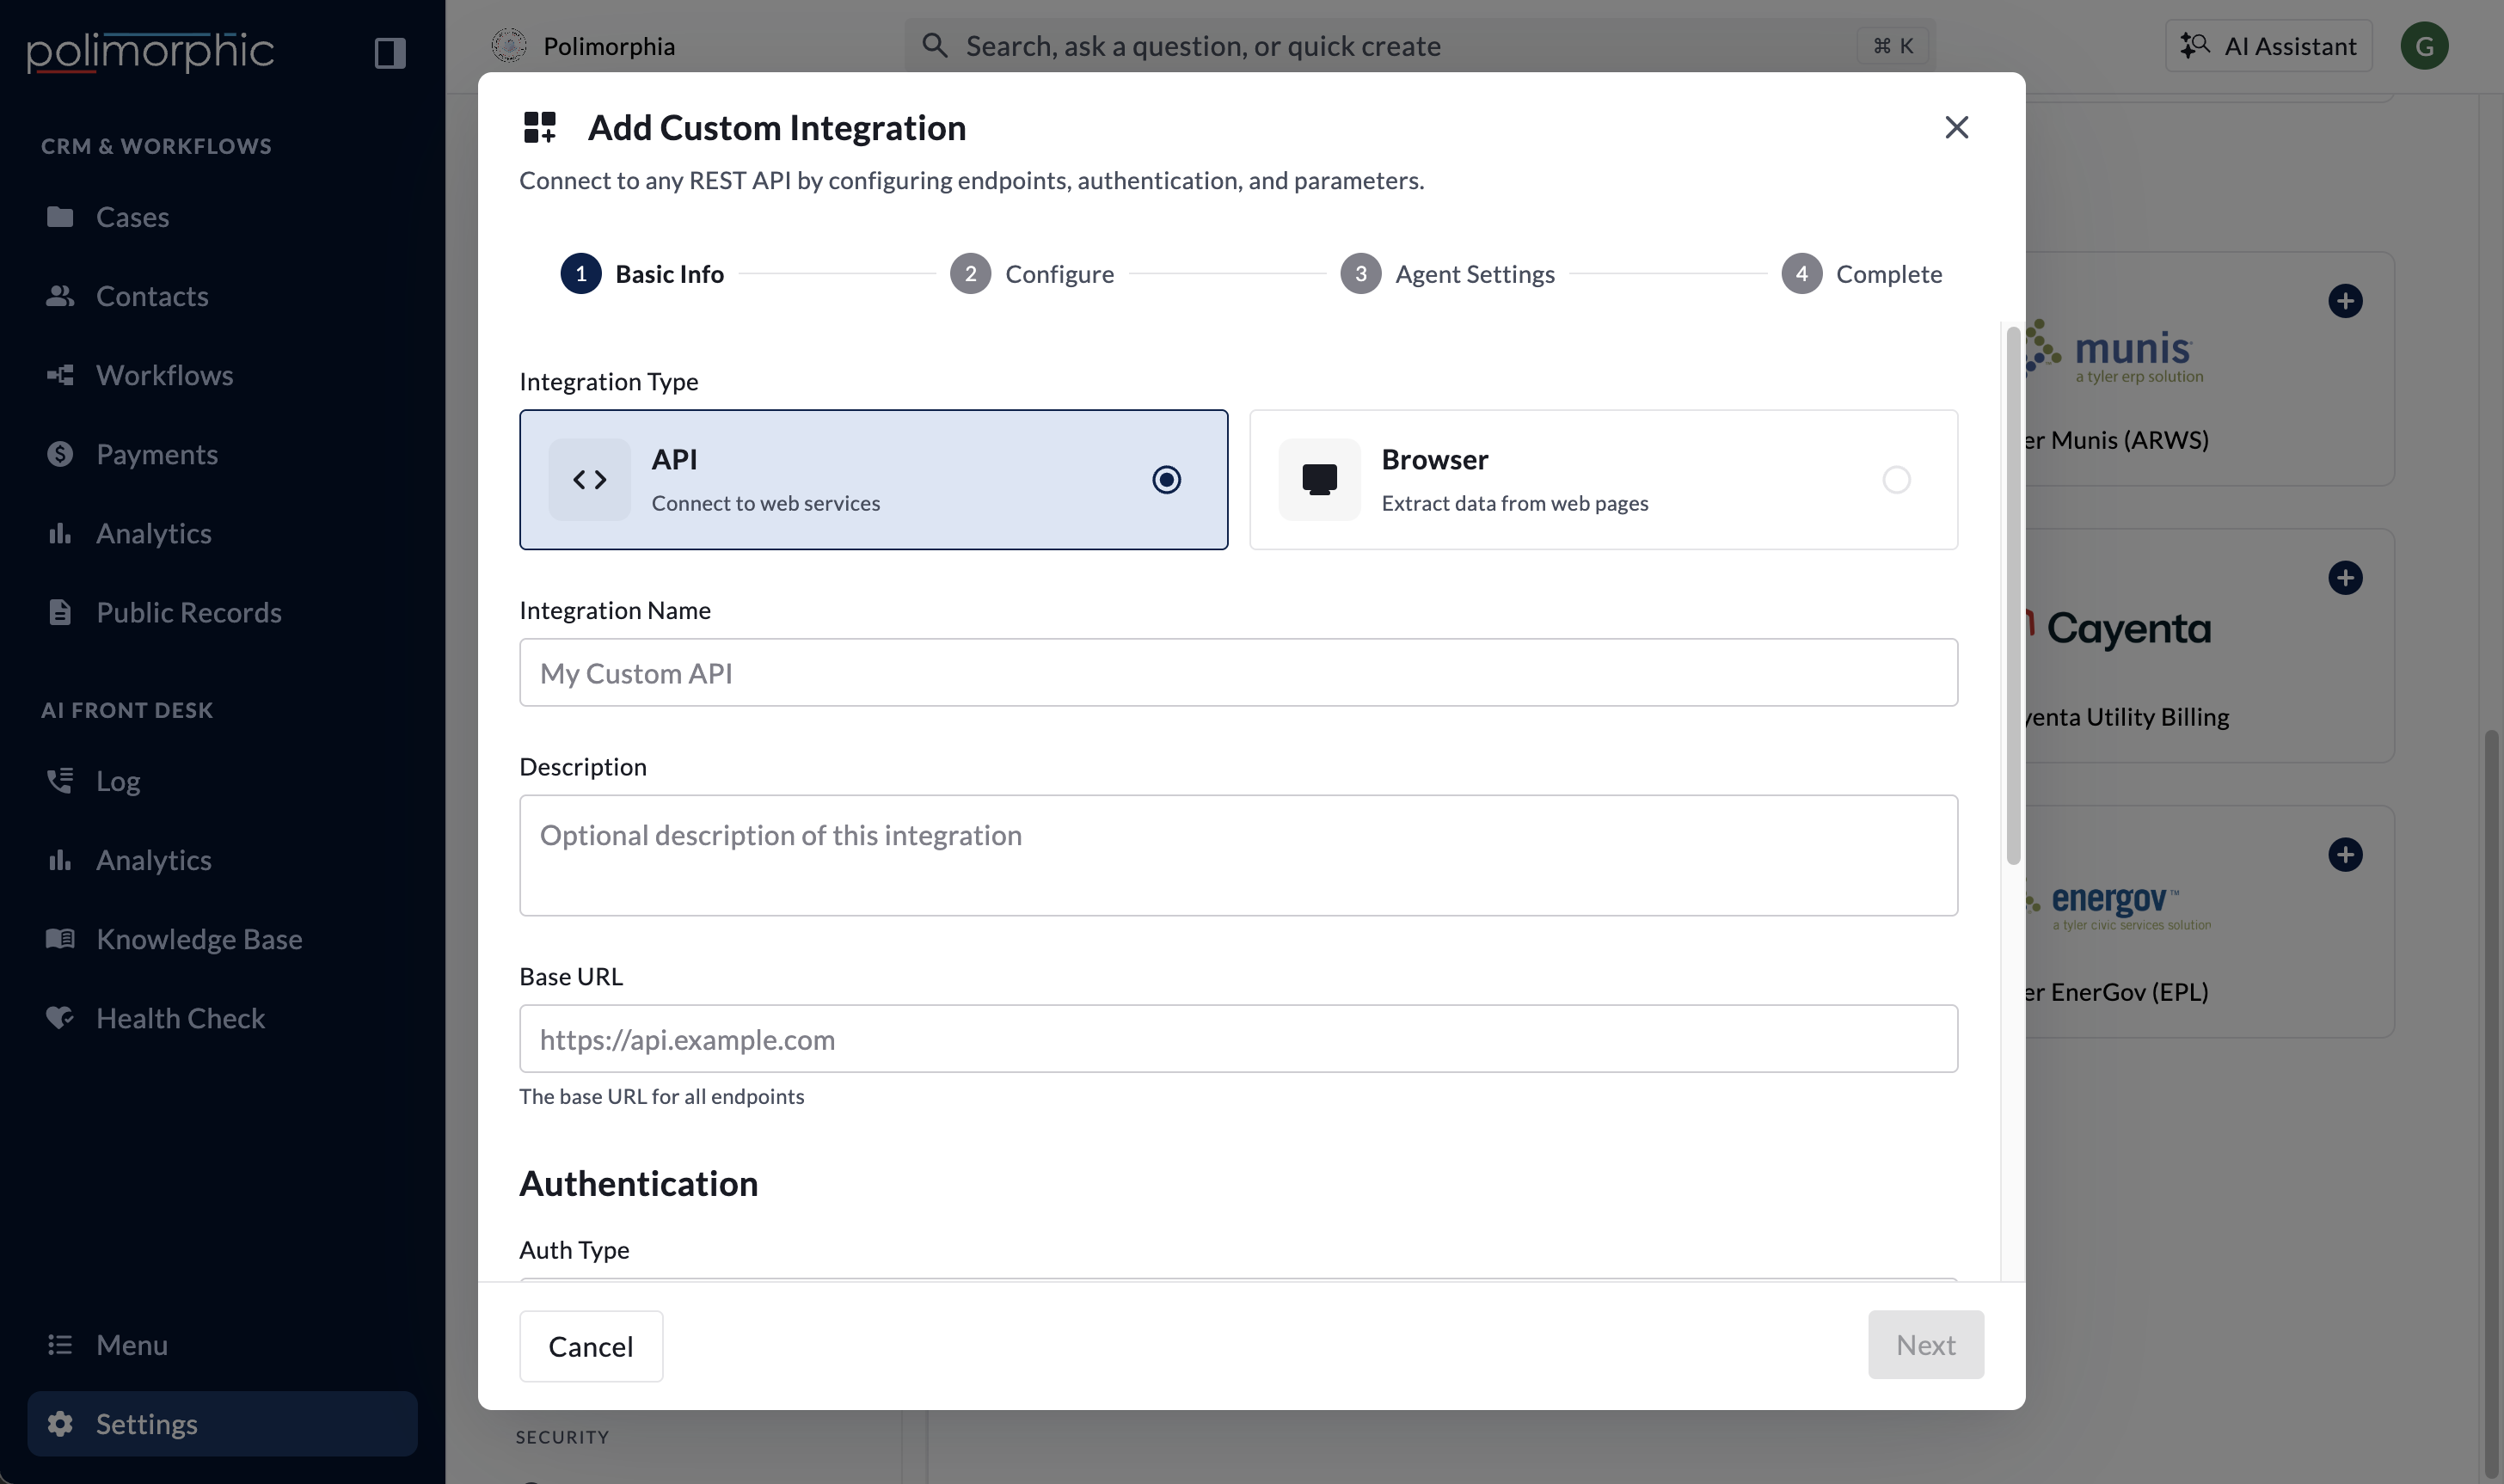 polimorphic
Polimorphia
Search, ask a question, or quick create
⌘ K
AI Assistant
G
CRM & WORKFLOWS
Cases
Contacts
Workflows
Payments
Analytics
Public Records
AI FRONT DESK
Log
Analytics
Knowledge Base
Health Check
Menu
Settings
Add Custom Integration
Connect to any REST API by configuring endpoints, authentication, and parameters.
1 Basic Info
2 Configure
3 Agent Settings
4 Complete
Integration Type
API
Connect to web services
Browser
Extract data from web pages
Integration Name
My Custom API
Description
Optional description of this integration
Base URL
https://api.example.com
The base URL for all endpoints
Authentication
Auth Type
Cancel
Next
munis
a tyler erp solution
er Munis (ARWS)
Cayenta
yenta Utility Billing
energov™
a tyler civic services solution
er EnerGov (EPL)
SECURITY